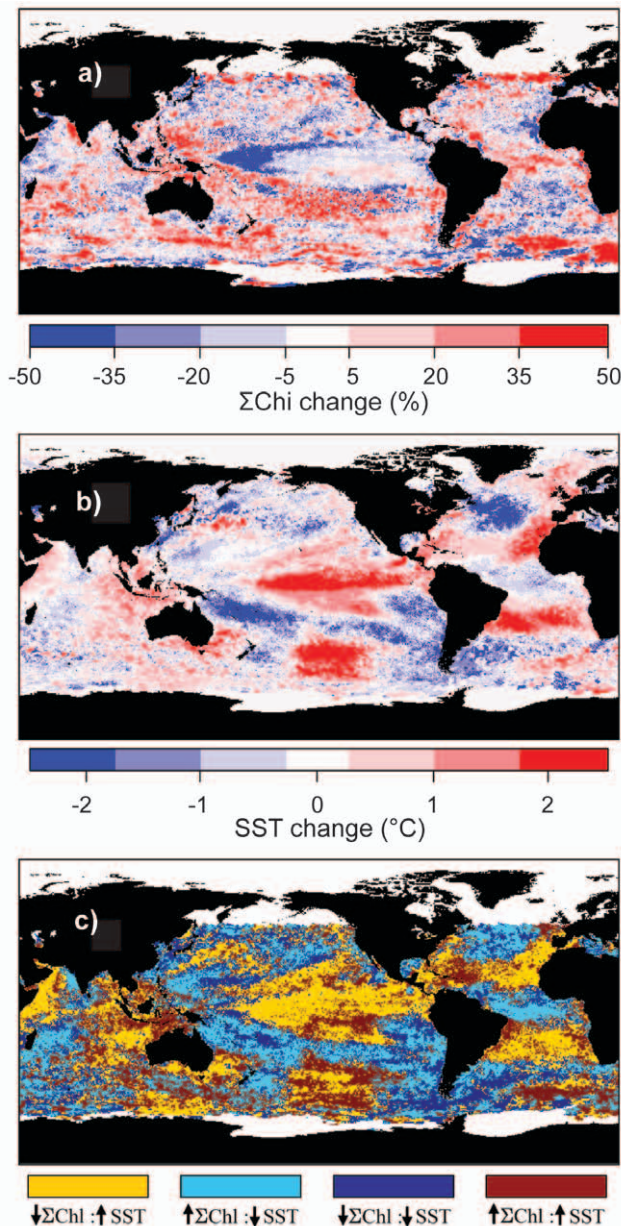 a)
-50 -35 -20 -5 5 20 35 50
ΣChl change (%)
b)
-2 -1 0 1 2
SST change (°C)
c)
↓ΣChl :↑ SST ↑ΣChl :↓ SST ↓ΣChl :↓ SST ↑ΣChl :↑ SST